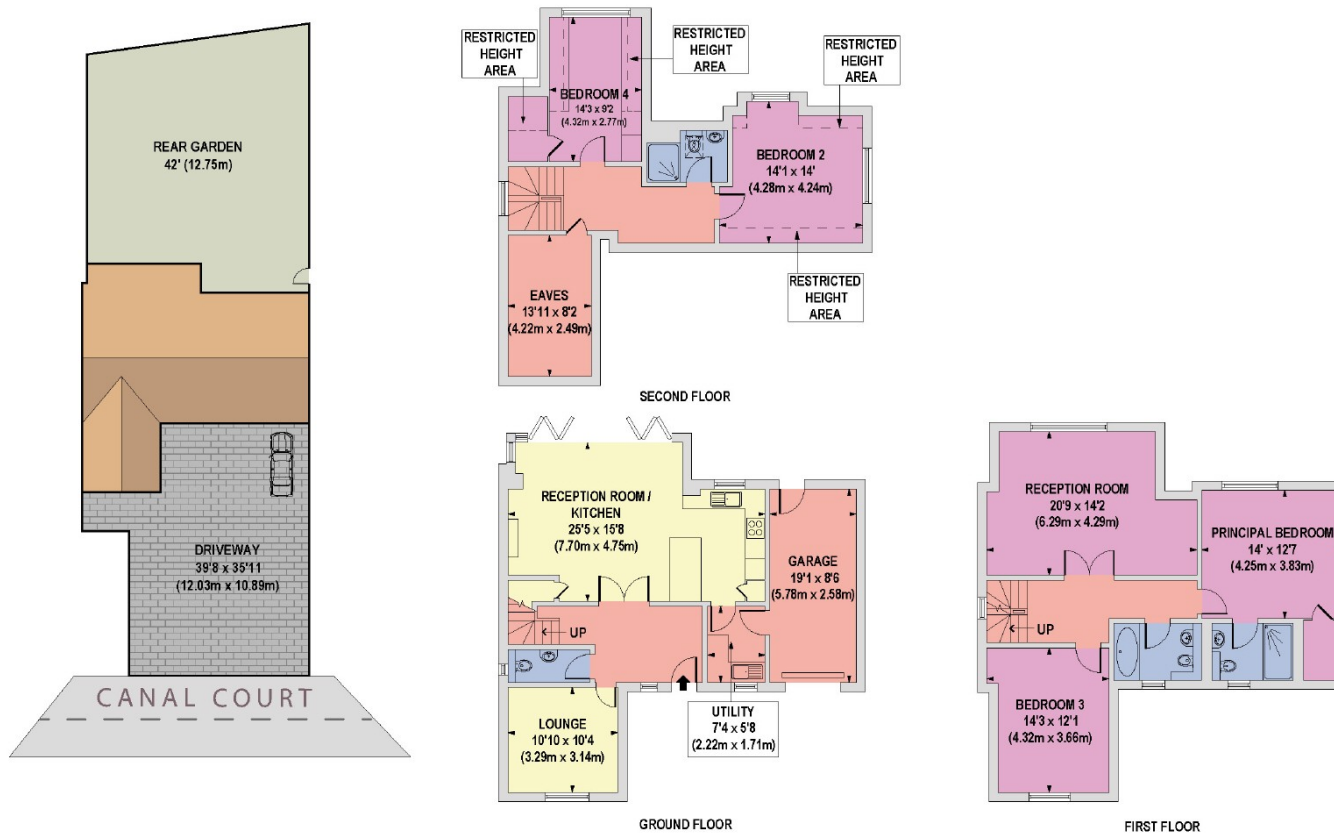 REAR GARDEN
42' (12.75m)
DRIVEWAY
39'8 x 35'11
(12.03m x 10.89m)
CANAL COURT
RESTRICTED
HEIGHT
AREA
RESTRICTED
HEIGHT
AREA
RESTRICTED
HEIGHT
AREA
BEDROOM 4
14'3 x 9'2
(4.32m x 2.77m)
BEDROOM 2
14'1 x 14'
(4.28m x 4.24m)
RESTRICTED
HEIGHT
AREA
EAVES
13'11 x 8'2
(4.22m x 2.49m)
SECOND FLOOR
RECEPTION ROOM /
KITCHEN
25'5 x 15'8
(7.70m x 4.75m)
GARAGE
19'1 x 8'6
(5.78m x 2.58m)
UP
LOUNGE
10'10 x 10'4
(3.29m x 3.14m)
UTILITY
7'4 x 5'8
(2.22m x 1.71m)
GROUND FLOOR
RECEPTION ROOM
20'9 x 14'2
(6.29m x 4.29m)
PRINCIPAL BEDROOM
14' x 12'7
(4.25m x 3.83m)
UP
BEDROOM 3
14'3 x 12'1
(4.32m x 3.66m)
FIRST FLOOR